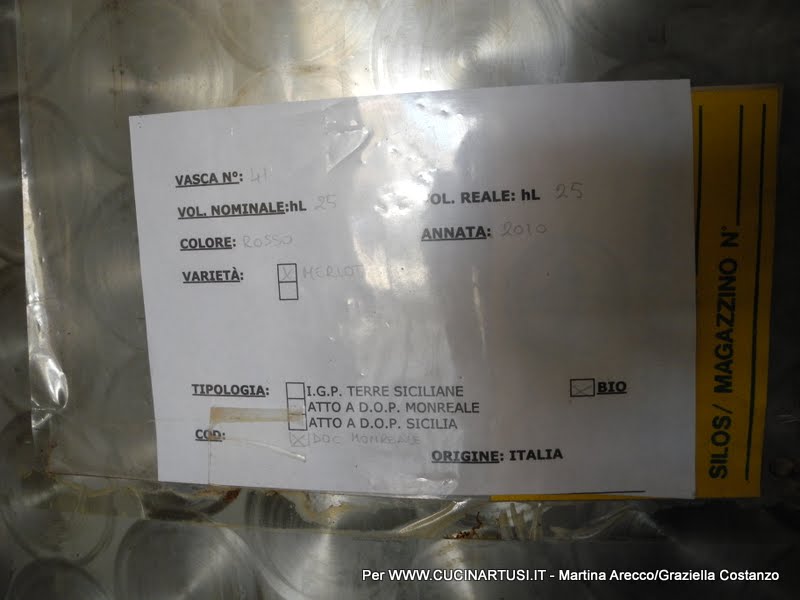 VASCA N°: 41
VOL. NOMINALE:hL 25
OL. REALE: hL 25
COLORE: ROSSO
ANNATA: 2010
VARIETÀ: X MERLOT
TIPOLOGIA: I.G.P. TERRE SICILIANE
X BIO
ATTO A D.O.P. MONREALE
ATTO A D.O.P. SICILIA
COD: X DOC MONREALE
ORIGINE: ITALIA
SILOS/ MAGAZZINO N°
Per WWW.CUCINARTUSI.IT - Martina Arecco/Graziella Costanzo